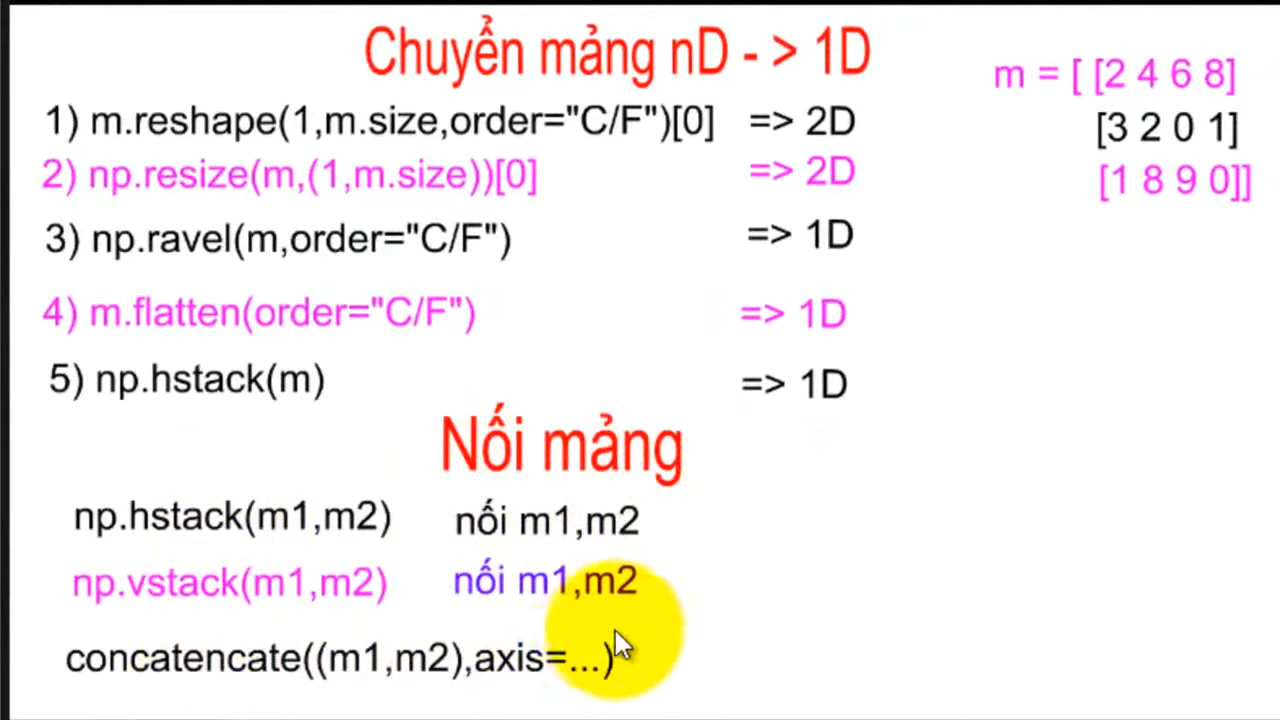 Chuyển mảng nD - > 1D
m = [ [2 4 6 8]
[3 2 0 1]
[1 8 9 0]]
1) m.reshape(1,m.size,order="C/F")[0] => 2D
2) np.resize(m,(1,m.size))[0] => 2D
3) np.ravel(m,order="C/F") => 1D
4) m.flatten(order="C/F") => 1D
5) np.hstack(m) => 1D
Nối mảng
np.hstack(m1,m2) nối m1,m2
np.vstack(m1,m2) nối m1,m2
concatencate((m1,m2),axis=...)